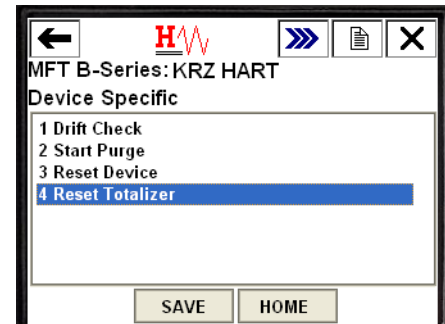 H
MFT B-Series: KRZ HART
Device Specific
1 Drift Check
2 Start Purge
3 Reset Device
4 Reset Totalizer
SAVE HOME